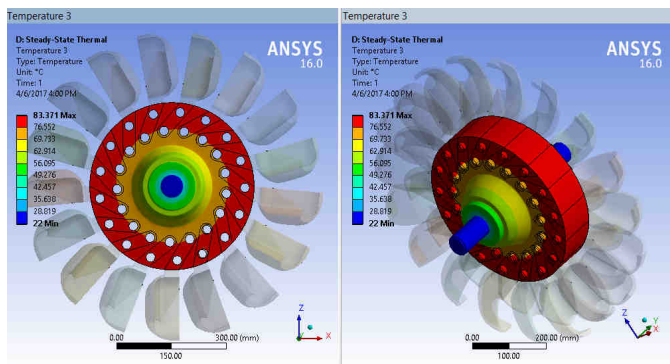 Temperature 3
D: Steady-State Thermal
Temperature 3
Type: Temperature
Unit: °C
Time: 1
4/6/2017 4:00 PM
83.371 Max
76.552
69.733
62.914
56.095
49.276
42.457
35.638
28.819
22 Min
ANSYS
16.0
0.00
300.00 (mm)
150.00
Z
X
Temperature 3
D: Steady-State Thermal
Temperature 3
Type: Temperature
Unit: °C
Time: 1
4/6/2017 4:00 PM
83.371 Max
76.552
69.733
62.914
56.095
49.276
42.457
35.638
28.819
22 Min
ANSYS
16.0
0.00
200.00 (mm)
100.00
Z
Y
X